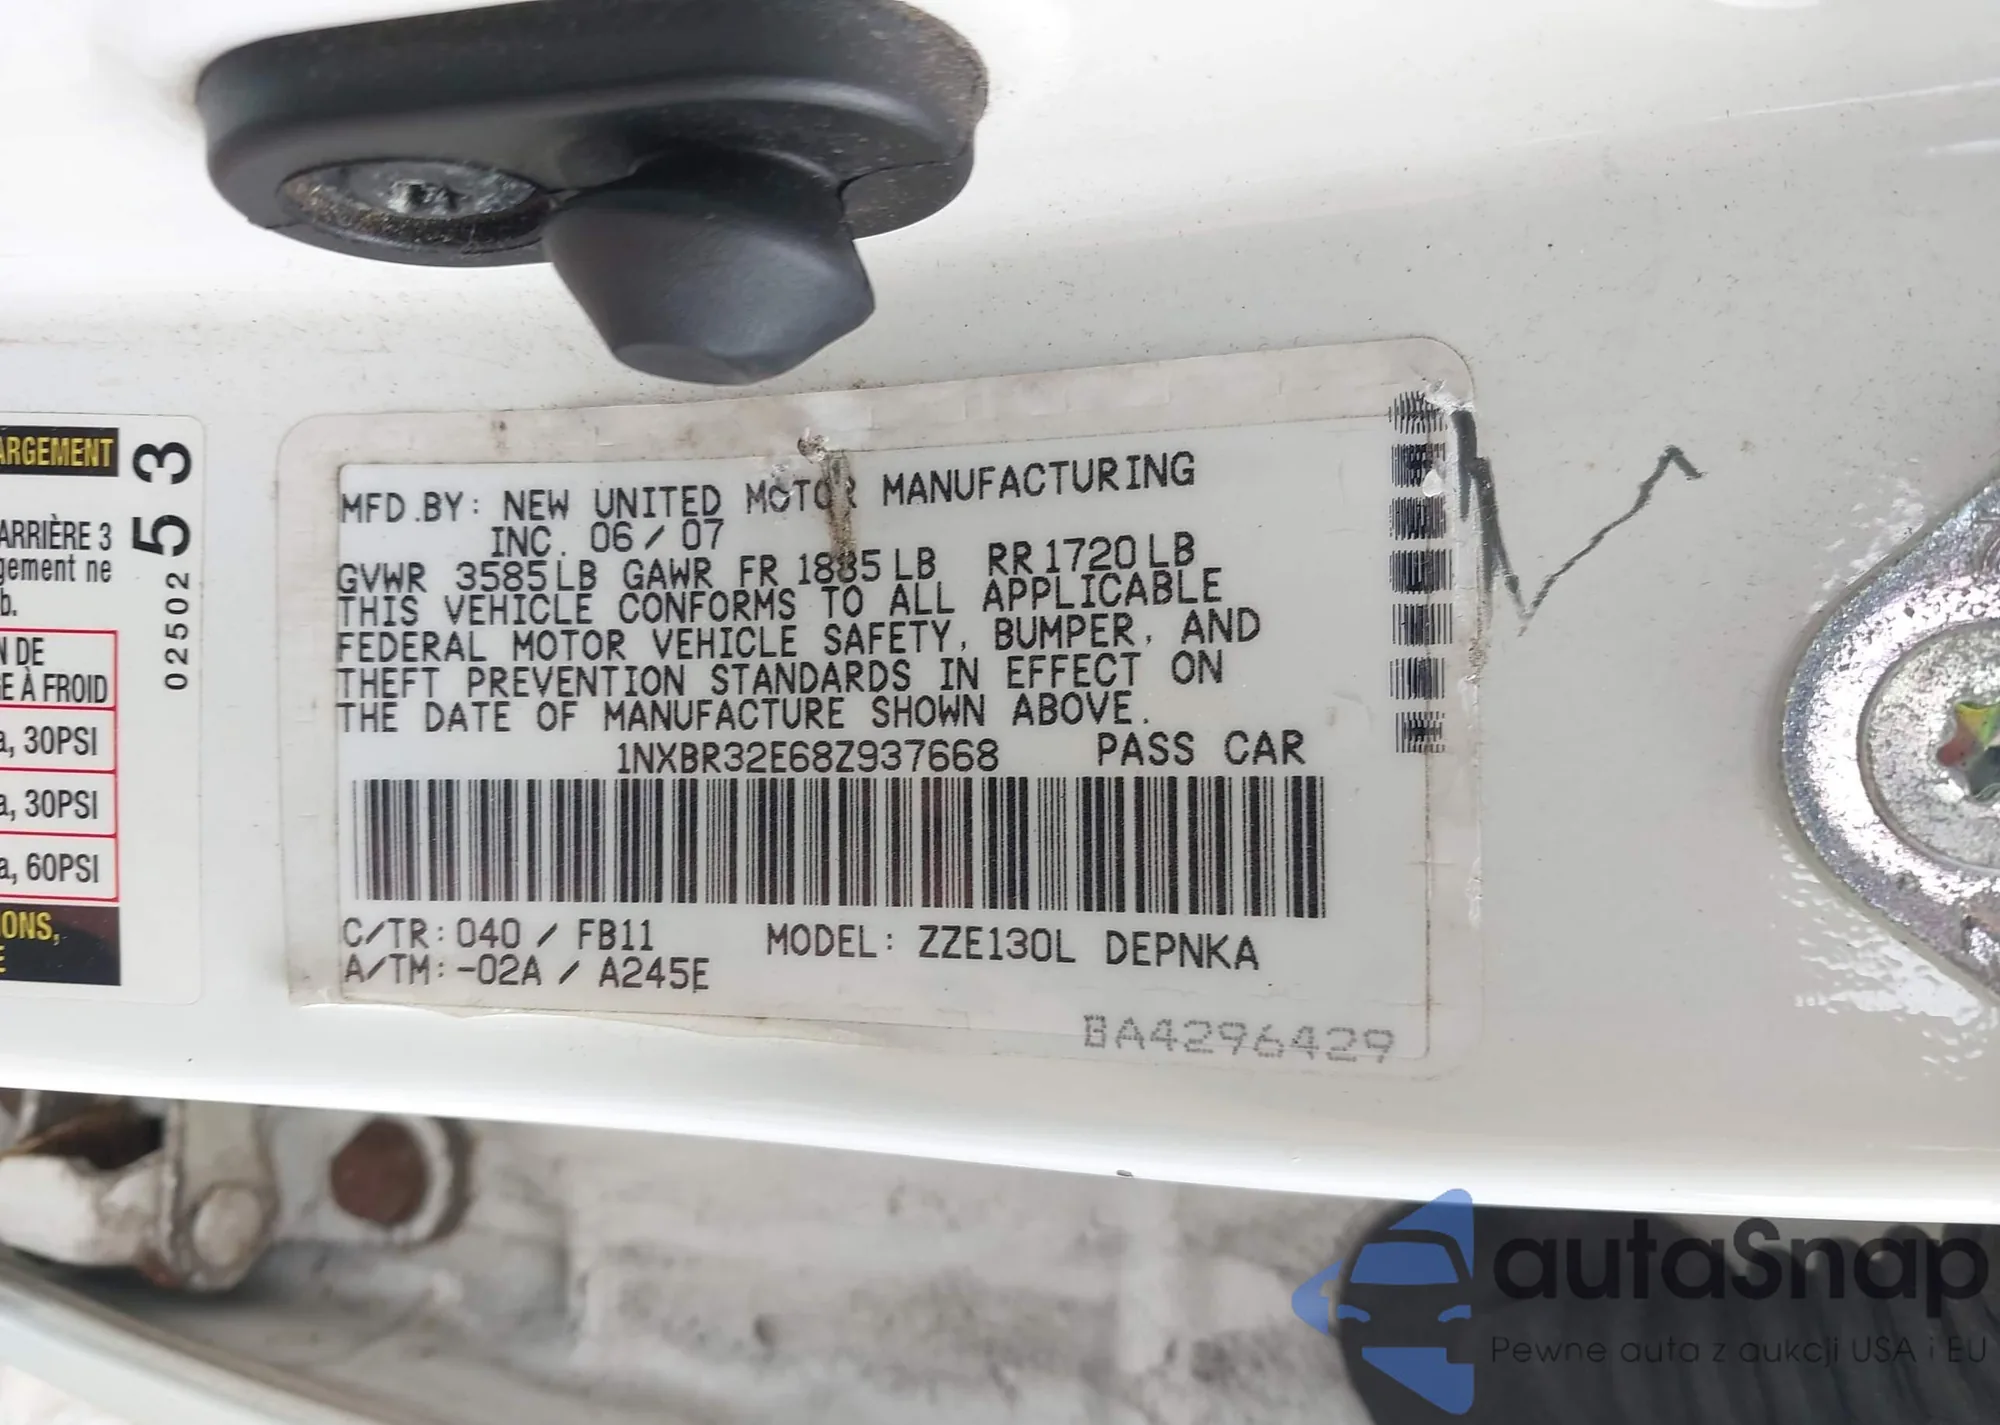 ARGEMENT
ARRIÈRE 3
gement ne
b.
N DE
E À FROID
a, 30PSI
a, 30PSI
a, 60PSI
IONS,
E
53
02502
MFD.BY: NEW UNITED MOTOR MANUFACTURING
INC. 06/07
GVWR 3585LB GAWR FR 1885LB RR 1720LB
THIS VEHICLE CONFORMS TO ALL APPLICABLE
FEDERAL MOTOR VEHICLE SAFETY, BUMPER, AND
THEFT PREVENTION STANDARDS IN EFFECT ON
THE DATE OF MANUFACTURE SHOWN ABOVE.
1NXBR32E68Z937668 PASS CAR
C/TR: 040 / FB11 MODEL: ZZE130L DEPNKA
A/TM: -02A / A245E
BA4296429
autaSnap
Pewne auta z aukcji USA i EU